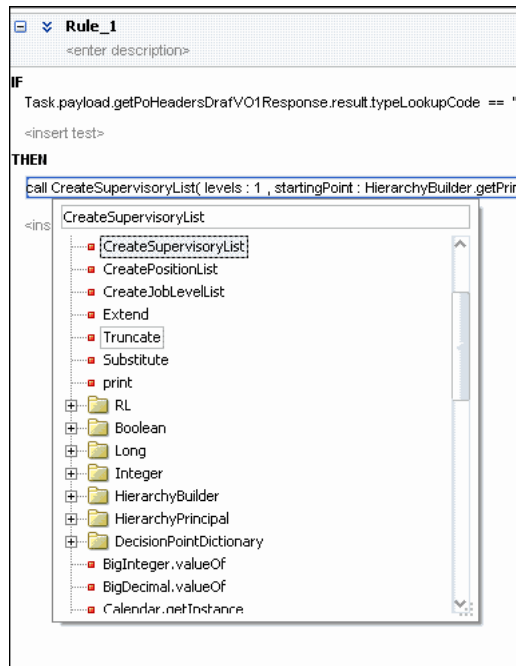 Rule_1
<enter description>
IF
Task.payload.getPoHeadersDrafVO1Response.result.typeLookupCode == "
<insert test>
THEN
call CreateSupervisoryList( levels : 1 , startingPoint : HierarchyBuilder.getPrin
<ins
CreateSupervisoryList
CreateSupervisoryList
CreatePositionList
CreateJobLevelList
Extend
Truncate
Substitute
print
RL
Boolean
Long
Integer
HierarchyBuilder
HierarchyPrincipal
DecisionPointDictionary
BigInteger.valueOf
BigDecimal.valueOf
Calendar.getInstance